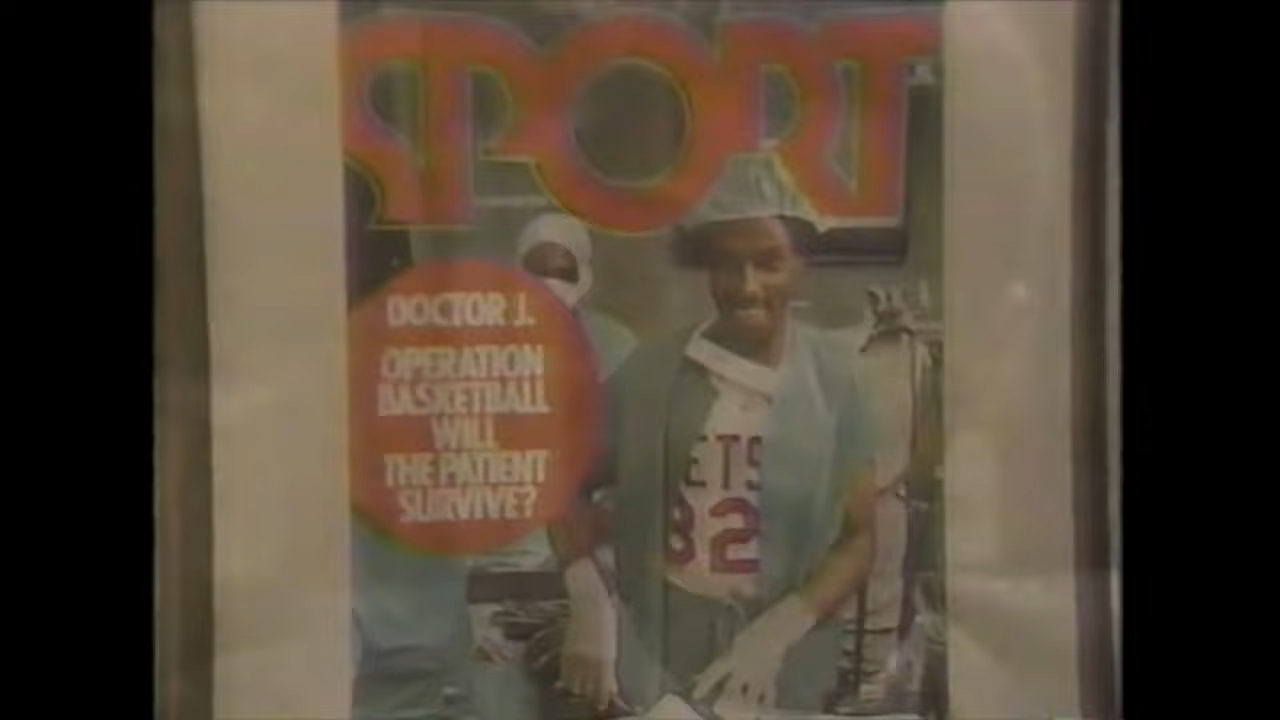 SPORT
DOCTOR J.
OPERATION
BASKETBALL
WILL
THE PATIENT
SURVIVE?
ETS
32